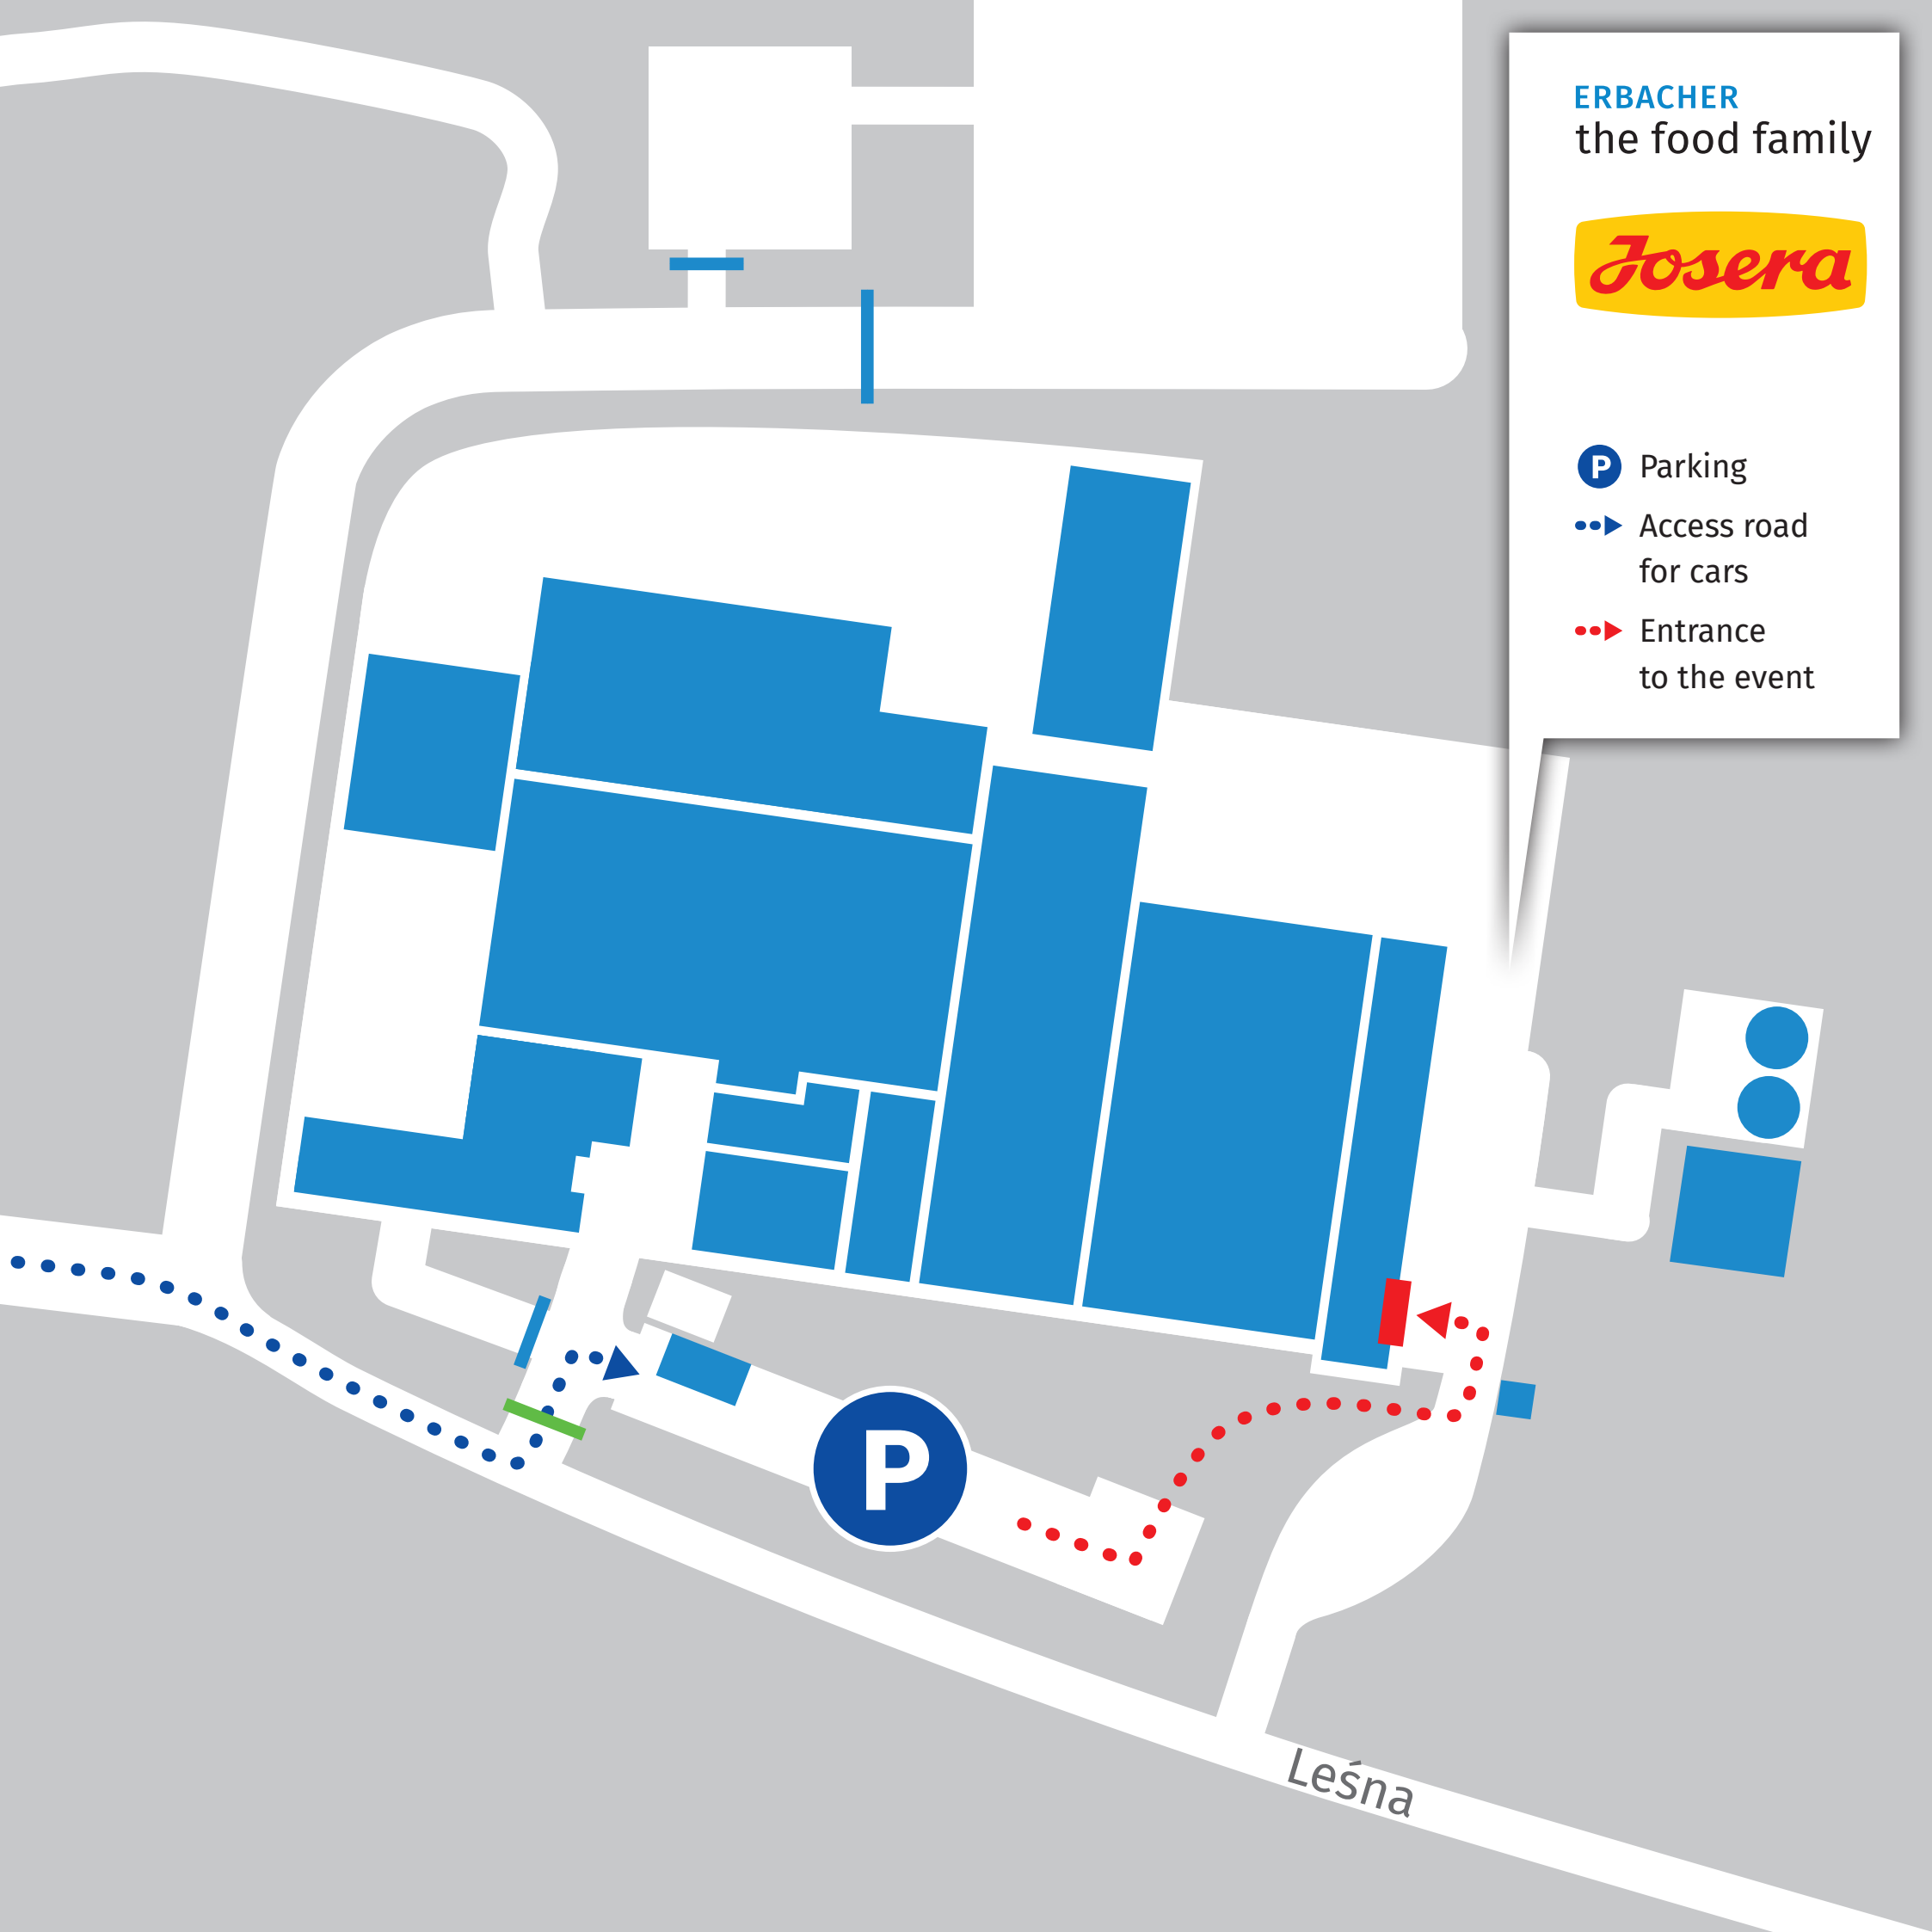 ERBACHER
the food family
Josera
P Parking
Access road
for cars
Entrance
to the event
P
Leśna